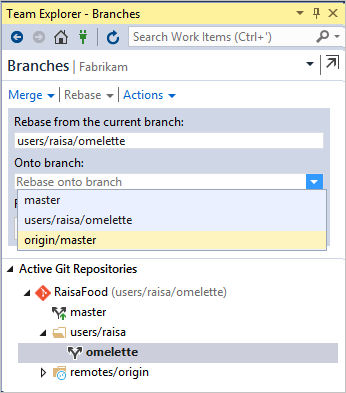 Team Explorer - Branches
Search Work Items (Ctrl+')
Branches | Fabrikam
Merge Rebase Actions
Rebase from the current branch:
users/raisa/omelette
Onto branch:
Rebase onto branch
master
users/raisa/omelette
origin/master
Active Git Repositories
RaisaFood (users/raisa/omelette)
master
users/raisa
omelette
remotes/origin